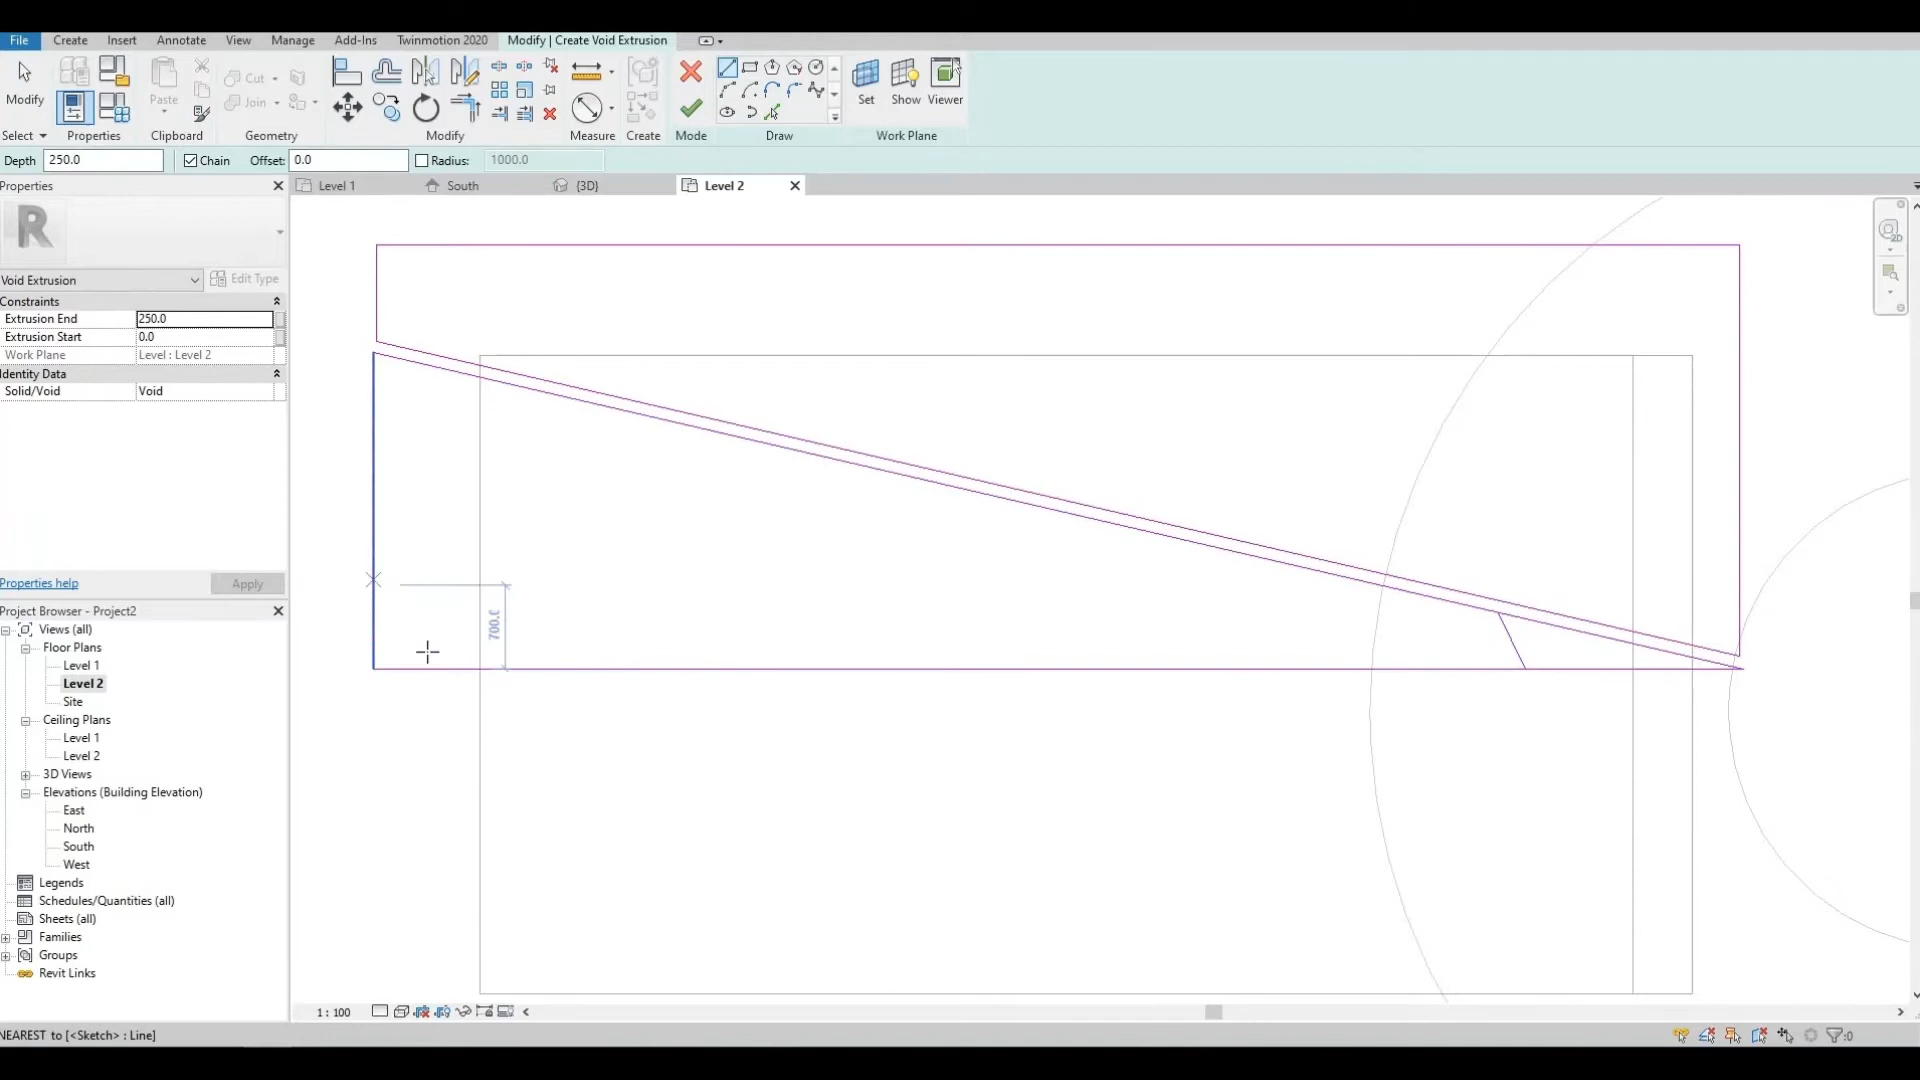 File Create Insert Annotate View Manage Add-Ins Twinmotion 2020 Modify | Create Void Extrusion
Modify Paste Cut Join Set Show Viewer
Select Properties Clipboard Geometry Modify Measure Create Mode Draw Work Plane
Depth 250.0 Chain Offset: 0.0 Radius: 1000.0
Properties Level 1 South {3D} Level 2
R
Void Extrusion Edit Type
Constraints
Extrusion End 250.0
Extrusion Start 0.0
Work Plane Level : Level 2
Identity Data
Solid/Void Void
2D
700.0
Properties help Apply
Project Browser - Project2
Views (all)
Floor Plans
Level 1
Level 2
Site
Ceiling Plans
Level 1
Level 2
3D Views
Elevations (Building Elevation)
East
North
South
West
Legends
Schedules/Quantities (all)
Sheets (all)
Families
Groups
Revit Links
1 : 100
NEAREST to [<Sketch> : Line]
:0